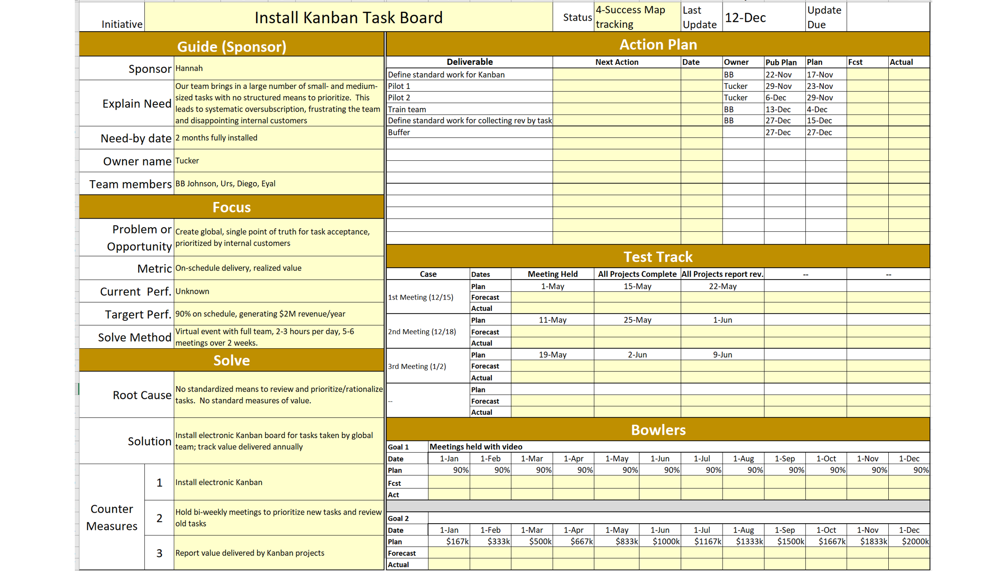 Initiative
Install Kanban Task Board
Status
4-Success Map
tracking
Last
Update
12-Dec
Update
Due
Guide (Sponsor)
Sponsor
Hannah
Explain Need
Our team brings in a large number of small- and medium-
sized tasks with no structured means to prioritize.  This
leads to systematic oversubscription, frustrating the team
and disappointing internal customers
Need-by date
2 months fully installed
Owner name
Tucker
Team members
BB Johnson, Urs, Diego, Eyal
Focus
Problem or
Opportunity
Create global, single point of truth for task acceptance,
prioritized by internal customers
Metric
On-schedule delivery, realized value
Current  Perf.
Unknown
Targert Perf.
90% on schedule, generating $2M revenue/year
Solve Method
Virtual event with full team, 2-3 hours per day, 5-6
meetings over 2 weeks.
Solve
Root Cause
No standardized means to review and prioritize/rationalize
tasks.  No standard measures of value.
Solution
Install electronic Kanban board for tasks taken by global
team; track value delivered annually
Counter
Measures
1
Install electronic Kanban
2
Hold bi-weekly meetings to prioritize new tasks and review
old tasks
3
Report value delivered by Kanban projects
Action Plan
Deliverable Next Action Date Owner Pub Plan Plan Fcst Actual
Define standard work for Kanban BB 22-Nov 17-Nov
Pilot 1 Tucker 29-Nov 23-Nov
Pilot 2 Tucker 6-Dec 29-Nov
Train team BB 13-Dec 4-Dec
Define standard work for collecting rev by task BB 27-Dec 15-Dec
Buffer 27-Dec 27-Dec
Test Track
Case Dates Meeting Held All Projects Complete All Projects report rev. -- --
1st Meeting (12/15)
Plan 1-May 15-May 22-May
Forecast
Actual
2nd Meeting (12/18)
Plan 11-May 25-May 1-Jun
Forecast
Actual
3rd Meeting (1/2)
Plan 19-May 2-Jun 9-Jun
Forecast
Actual
--
Plan
Forecast
Actual
Bowlers
Goal 1 Meetings held with video
Date 1-Jan 1-Feb 1-Mar 1-Apr 1-May 1-Jun 1-Jul 1-Aug 1-Sep 1-Oct 1-Nov 1-Dec
Plan 90% 90% 90% 90% 90% 90% 90% 90% 90% 90% 90% 90%
Fcst
Act
Goal 2
Date 1-Jan 1-Feb 1-Mar 1-Apr 1-May 1-Jun 1-Jul 1-Aug 1-Sep 1-Oct 1-Nov 1-Dec
Plan $167k $333k $500k $667k $833k $1000k $1167k $1333k $1500k $1667k $1833k $2000k
Forecast
Actual